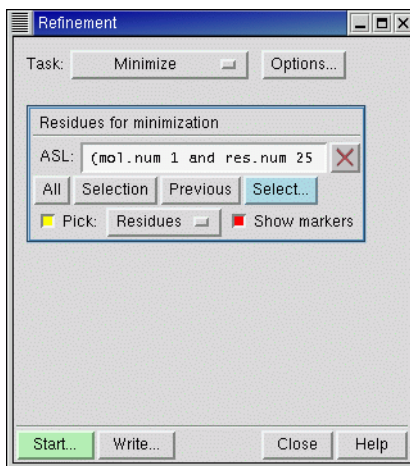 Refinement
Task: Minimize Options...
Residues for minimization
ASL: (mol.num 1 and res.num 25
All Selection Previous Select...
Pick: Residues Show markers
Start... Write... Close Help